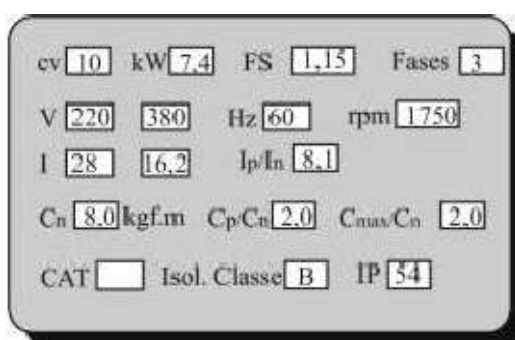 cv 10 kW 7,4 FS 1,15 Fases 3
V 220 380 Hz 60 rpm 1750
I 28 16,2 Ip/In 8,1
Cn 8,0 kgf.m Cp/Cn 2,0 Cmax/Cn 2,0
CAT Isol. Classe B IP 54